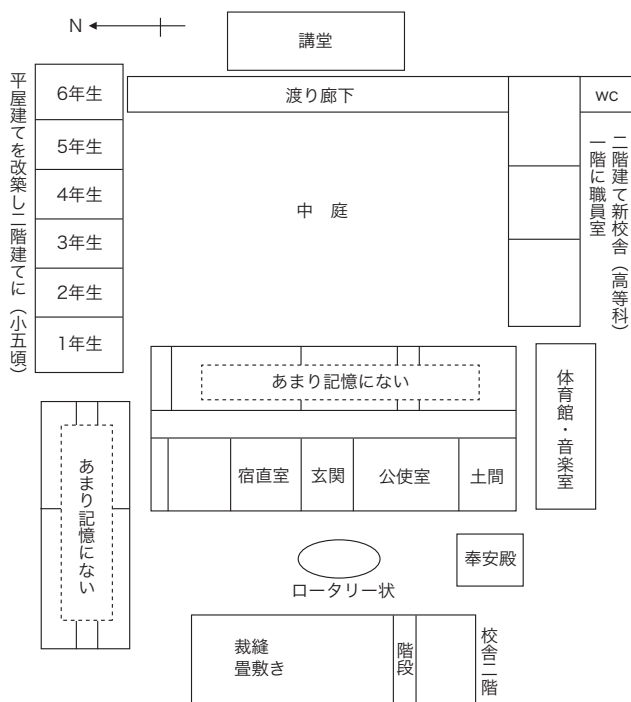 N
講堂
平屋建てを改築し二階建てに（小五頃）
6年生
5年生
4年生
3年生
2年生
1年生
渡り廊下
wc
二階建て新校舎（高等科）
一階に職員室
中　庭
あまり記憶にない
宿直室
玄関
公使室
土間
体育館・音楽室
あまり記憶にない
ロータリー状
奉安殿
裁縫
畳敷き
階段
校舎二階